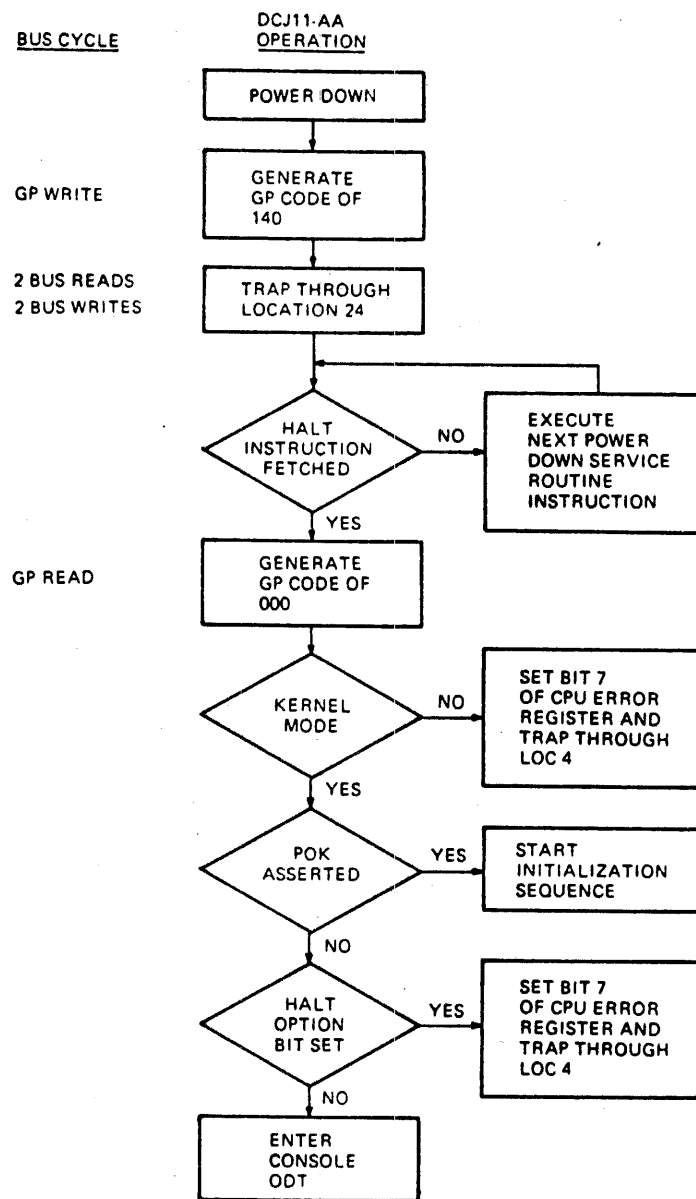 BUS CYCLE
DCJ11-AA
OPERATION
POWER DOWN
GP WRITE
GENERATE
GP CODE OF
140
2 BUS READS
2 BUS WRITES
TRAP THROUGH
LOCATION 24
HALT
INSTRUCTION
FETCHED
NO
EXECUTE
NEXT POWER
DOWN SERVICE
ROUTINE
INSTRUCTION
YES
GP READ
GENERATE
GP CODE OF
000
KERNEL
MODE
NO
SET BIT 7
OF CPU ERROR
REGISTER AND
TRAP THROUGH
LOC 4
YES
POK
ASSERTED
YES
START
INITIALIZATION
SEQUENCE
NO
HALT
OPTION
BIT SET
YES
SET BIT 7
OF CPU ERROR
REGISTER AND
TRAP THROUGH
LOC 4
NO
ENTER
CONSOLE
ODT